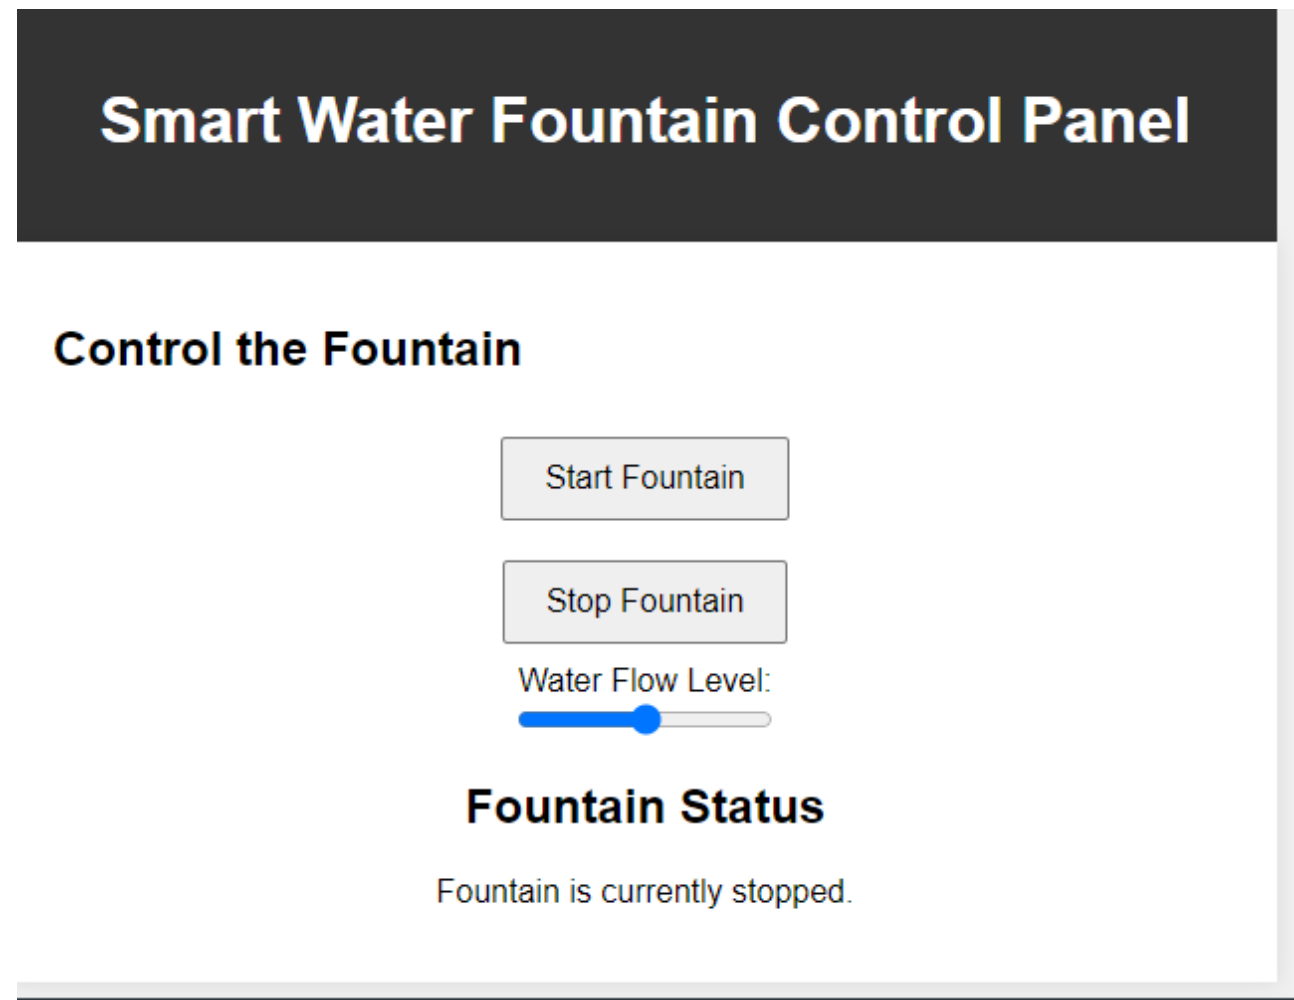 Smart Water Fountain Control Panel
Control the Fountain
Start Fountain
Stop Fountain
Water Flow Level:
Fountain Status
Fountain is currently stopped.